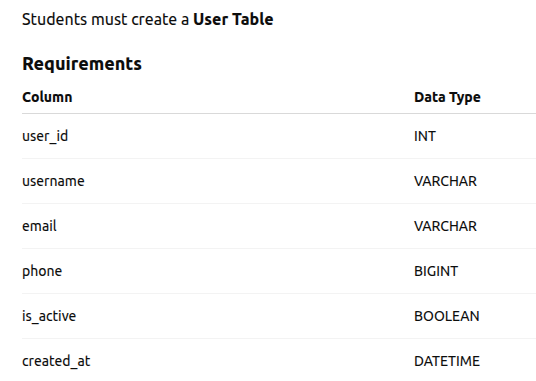 Students must create a User Table
Requirements
Column Data Type
user_id INT
username VARCHAR
email VARCHAR
phone BIGINT
is_active BOOLEAN
created_at DATETIME